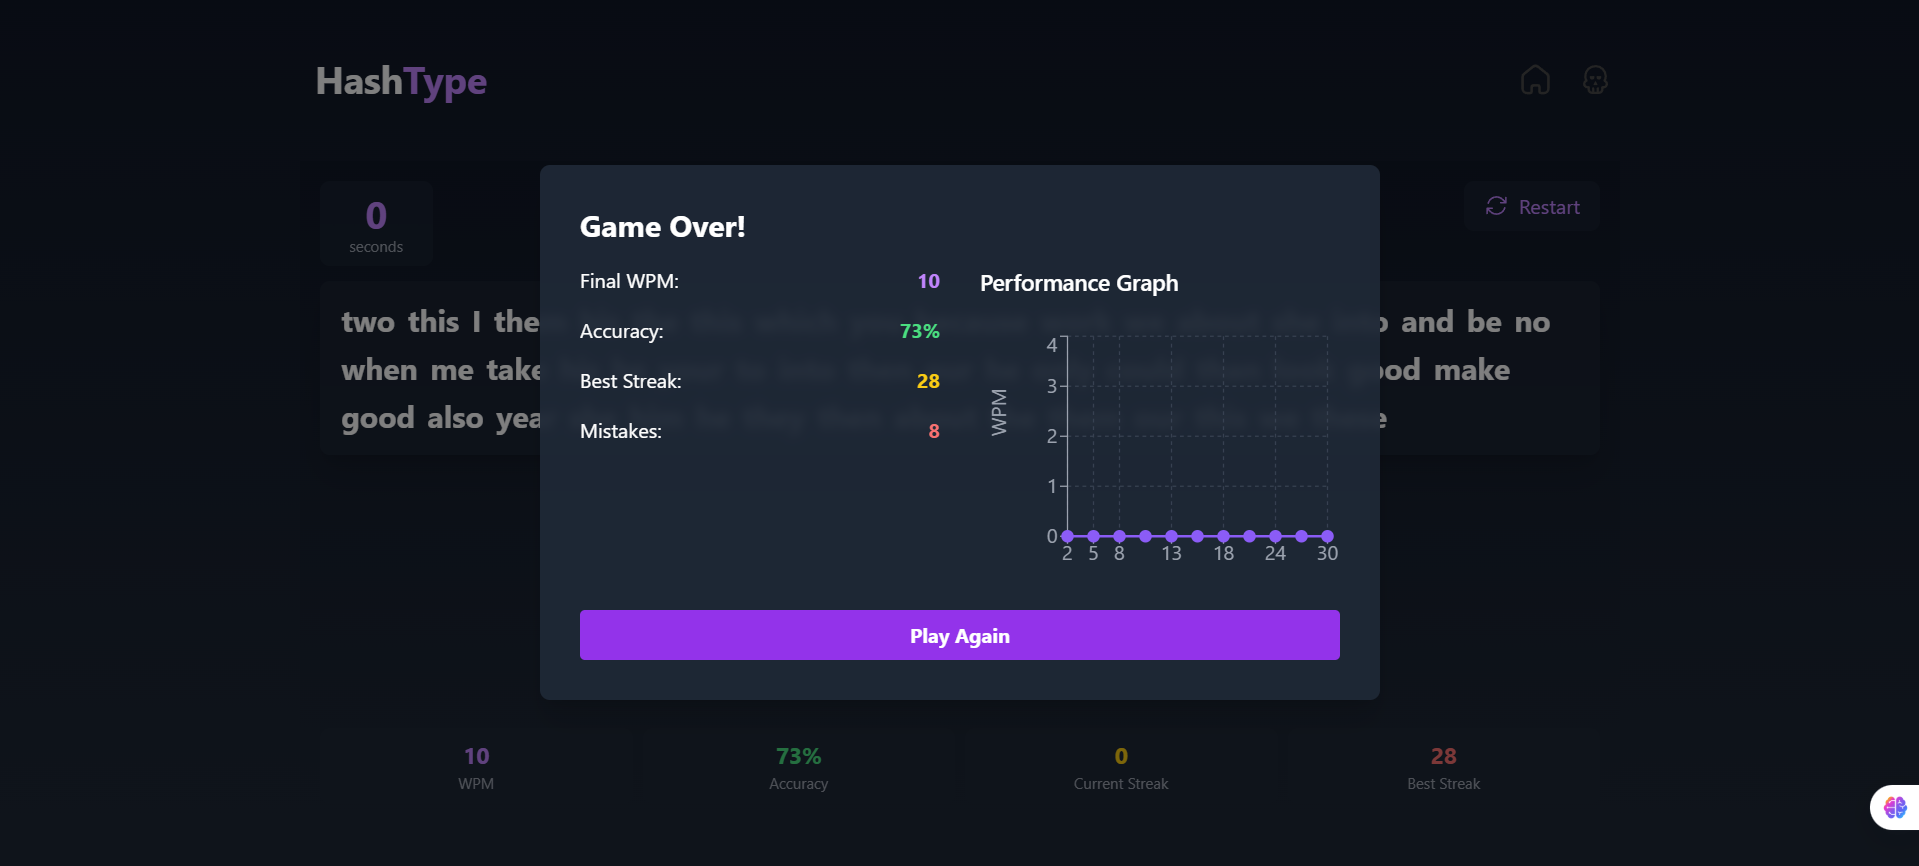 HashType
0
seconds
Restart
two this I the
and be no
when me take
good make
good also yea
Game Over!
Final WPM: 10
Accuracy: 73%
Best Streak: 28
Mistakes: 8
Performance Graph
WPM
4
3
2
1
0
2 5 8 13 18 24 30
Play Again
10
WPM
73%
Accuracy
0
Current Streak
28
Best Streak